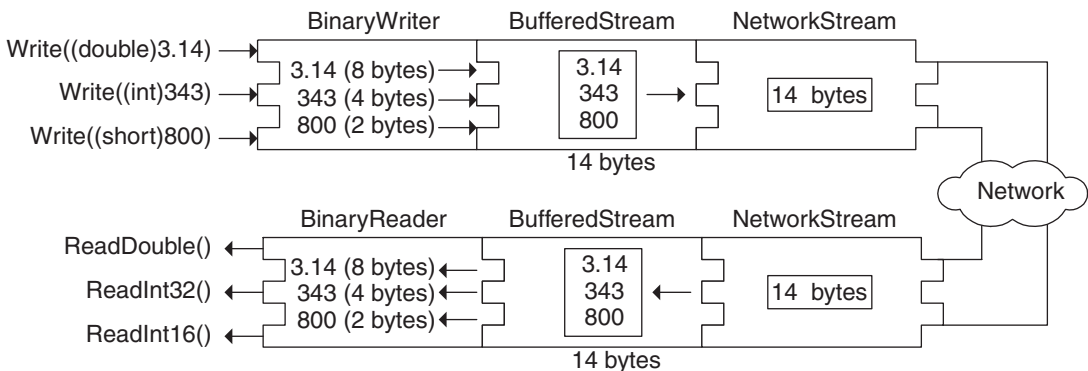 BinaryWriter BufferedStream NetworkStream
Write((double)3.14)
3.14 (8 bytes) 3.14
Write((int)343) 343 (4 bytes) 343 14 bytes
800 (2 bytes) 800
Write((short)800)
14 bytes
Network
BinaryReader BufferedStream NetworkStream
ReadDouble()
3.14 (8 bytes) 3.14
ReadInt32() 343 (4 bytes) 343 14 bytes
800 (2 bytes) 800
ReadInt16()
14 bytes